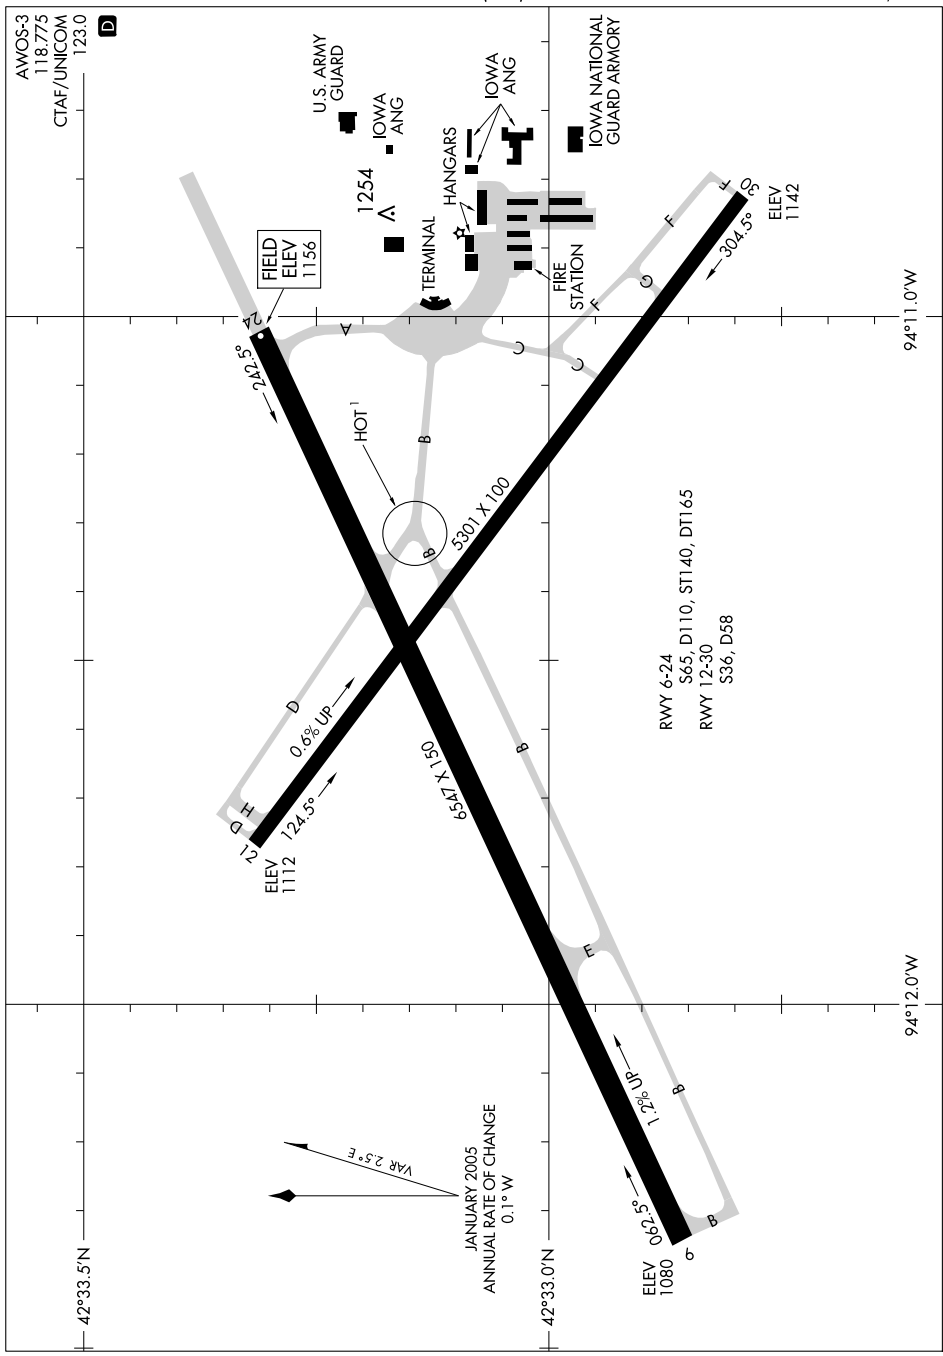 AWOS-3
118.775
CTAF/UNICOM
123.0
D
U.S. ARMY
GUARD
IOWA
ANG
1254
HANGARS
IOWA
ANG
IOWA NATIONAL
GUARD ARMORY
TERMINAL
FIRE
STATION
FIELD
ELEV
1156
24
242.5°
A
HOT 1
B
B
C
C
F
G
F
F
30
304.5°
ELEV
1142
94°11.0'W
5301 X 100
D
0.6% UP
H
D
12
124.5°
ELEV
1112
6547 X 150
B
RWY 6-24
S65, D110, ST140, DT165
RWY 12-30
S36, D58
E
94°12.0'W
B
1.2% UP
VAR 2.5° E
JANUARY 2005
ANNUAL RATE OF CHANGE
0.1° W
B
062.5°
6
ELEV
1080
42°33.5'N
42°33.0'N